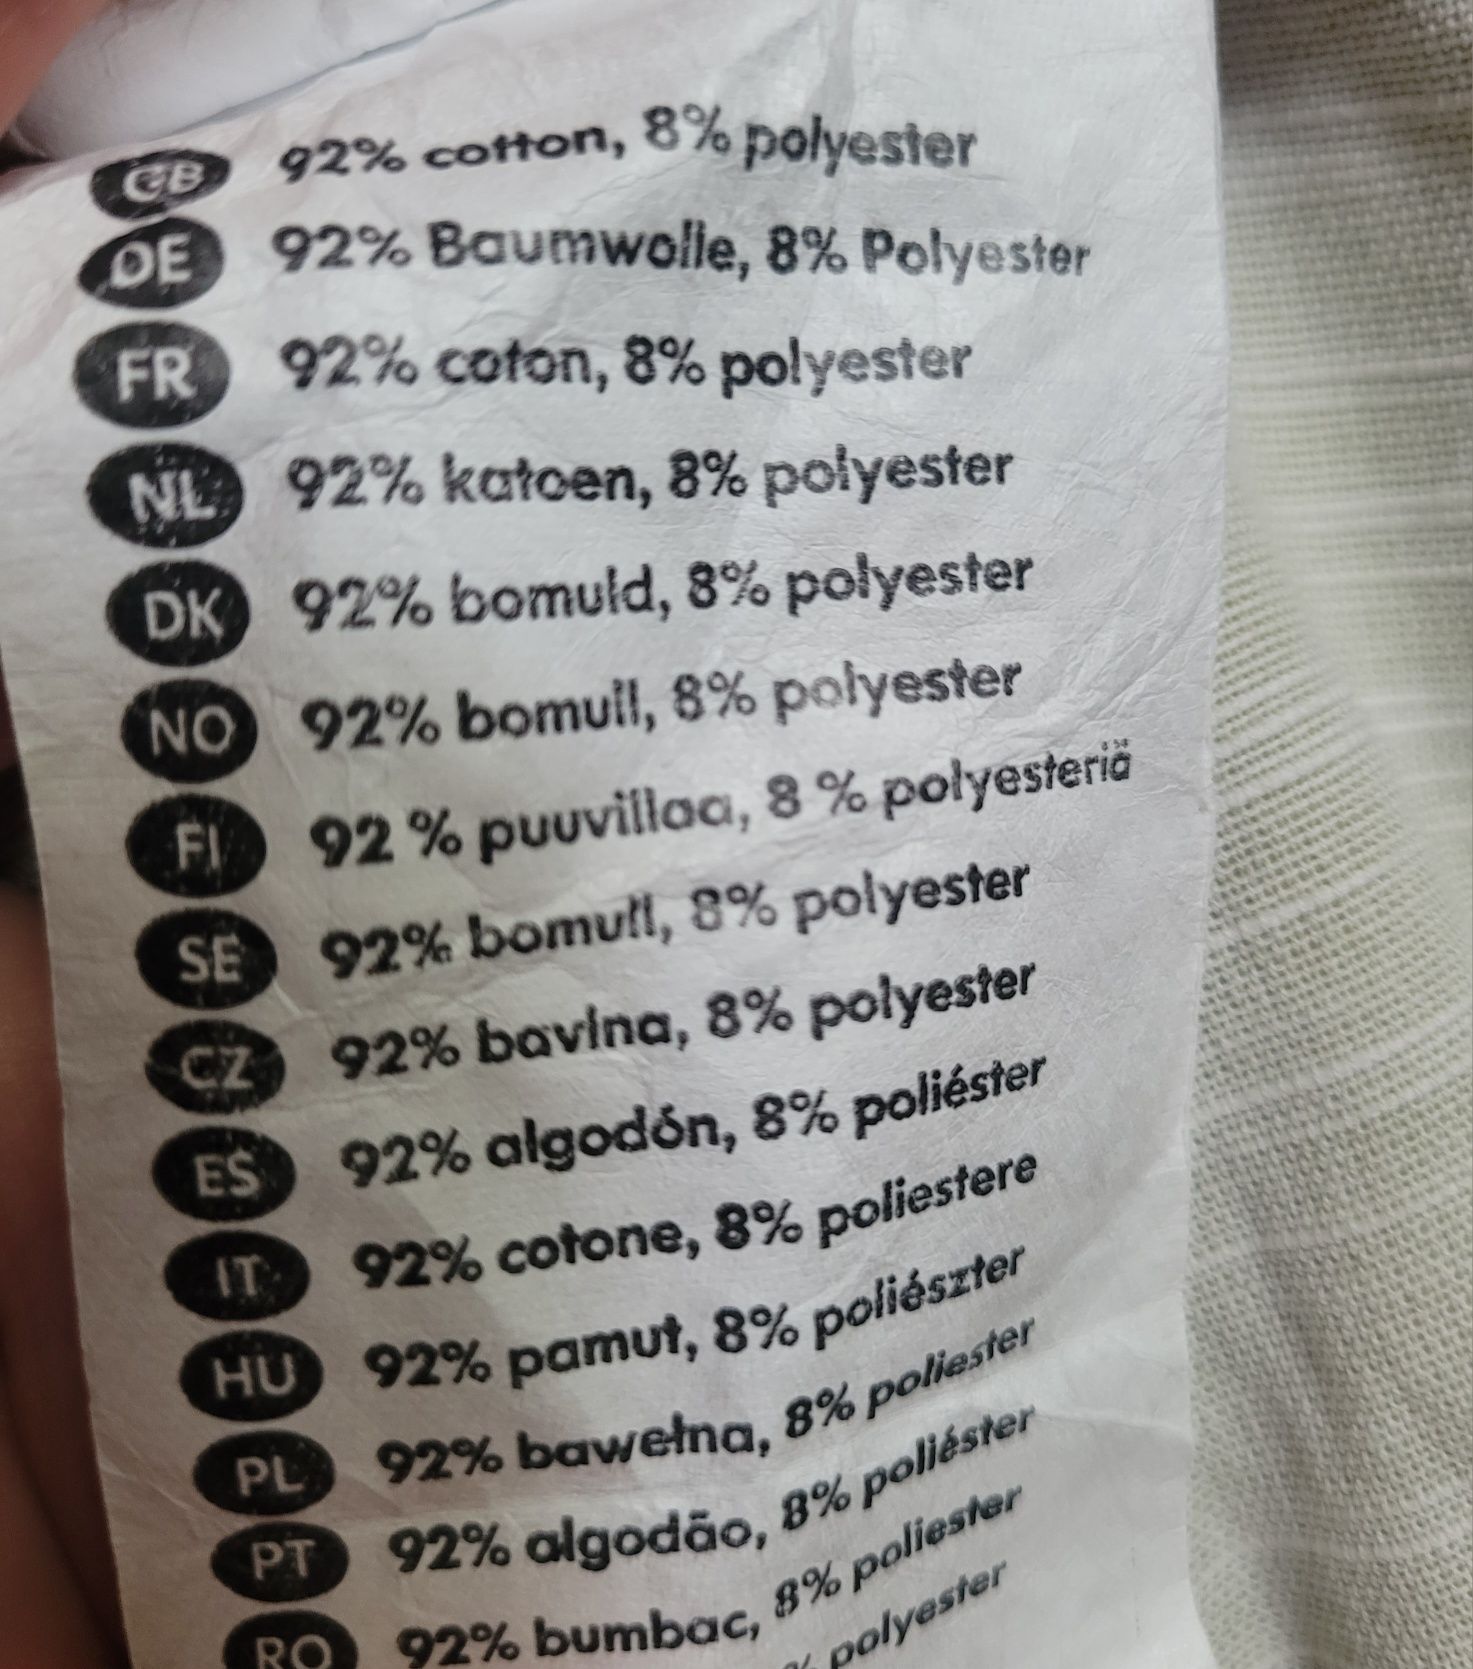 GB 92% cotton, 8% polyester
DE 92% Baumwolle, 8% Polyester
FR 92% coton, 8% polyester
NL 92% katoen, 8% polyester
DK 92% bomuld, 8% polyester
NO 92% bomull, 8% polyester
FI 92 % puuvillaa, 8 % polyesteriä
SE 92% bomull, 8% polyester
CZ 92% bavlna, 8% polyester
ES 92% algodón, 8% poliéster
IT 92% cotone, 8% poliestere
HU 92% pamut, 8% poliészter
PL 92% bawełna, 8% poliester
PT 92% algodão, 8% poliéster
RO 92% bumbac, 8% poliester
% polyester